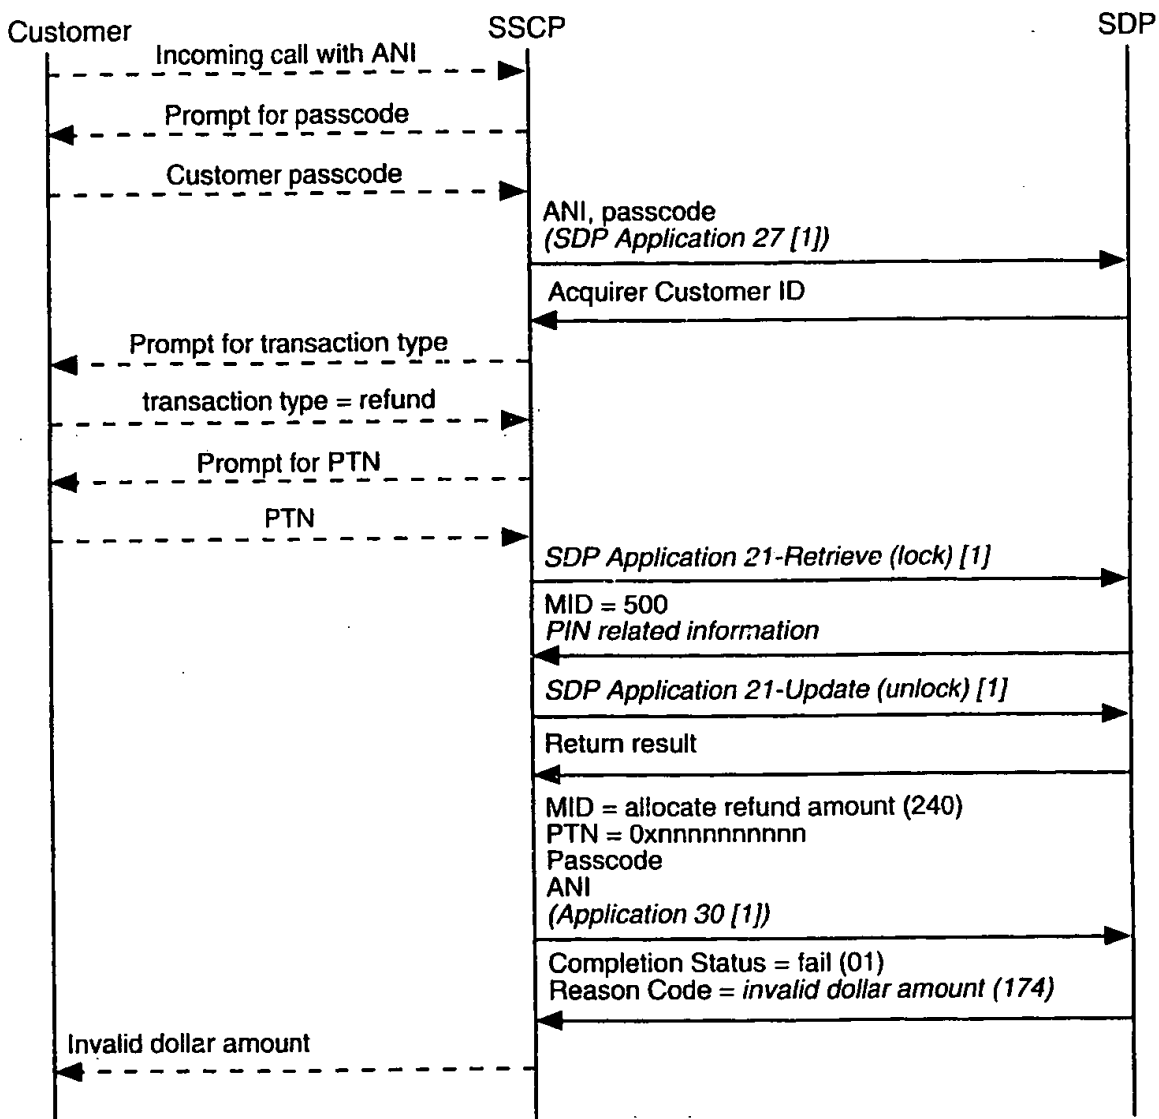 Customer
SSCP
SDP
Incoming call with ANI
Prompt for passcode
Customer passcode
ANI, passcode
(SDP Application 27 [1])
Acquirer Customer ID
Prompt for transaction type
transaction type = refund
Prompt for PTN
PTN
SDP Application 21-Retrieve (lock) [1]
MID = 500
PIN related information
SDP Application 21-Update (unlock) [1]
Return result
MID = allocate refund amount (240)
PTN = 0xnnnnnnnnnn
Passcode
ANI
(Application 30 [1])
Completion Status = fail (01)
Reason Code = invalid dollar amount (174)
Invalid dollar amount